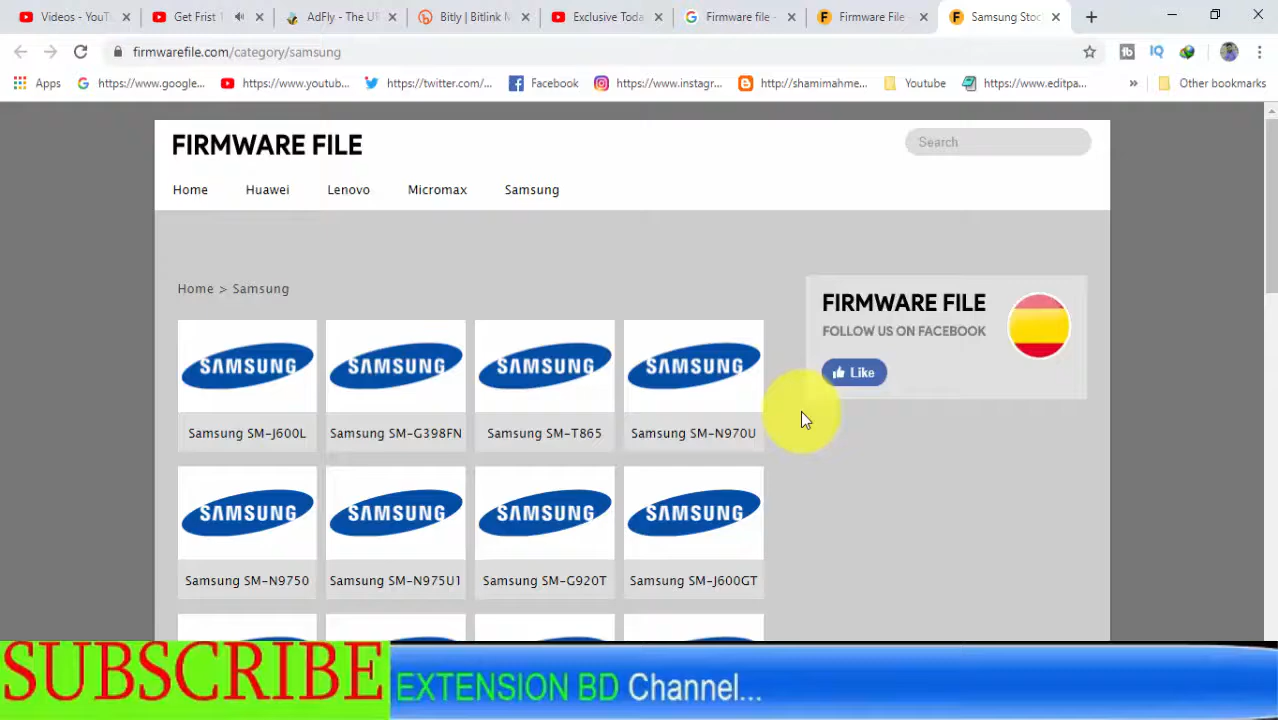 Videos - YouT
Get Frist 1
AdFly - The UR
Bitly | Bitlink M
Exclusive Toda
Firmware file -
Firmware File -
Samsung Stoc
firmwarefile.com/category/samsung
Apps
https://www.google...
https://www.youtub...
https://twitter.com/...
Facebook
https://www.instagr...
http://shamimahme...
Youtube
https://www.editpa...
Other bookmarks
FIRMWARE FILE
Search
Home Huawei Lenovo Micromax Samsung
Home > Samsung
SAMSUNG SAMSUNG SAMSUNG SAMSUNG
Samsung SM-J600L Samsung SM-G398FN Samsung SM-T865 Samsung SM-N970U
SAMSUNG SAMSUNG SAMSUNG SAMSUNG
Samsung SM-N9750 Samsung SM-N975U1 Samsung SM-G920T Samsung SM-J600GT
FIRMWARE FILE
FOLLOW US ON FACEBOOK
Like
SUBSCRIBE
EXTENSION BD Channel...